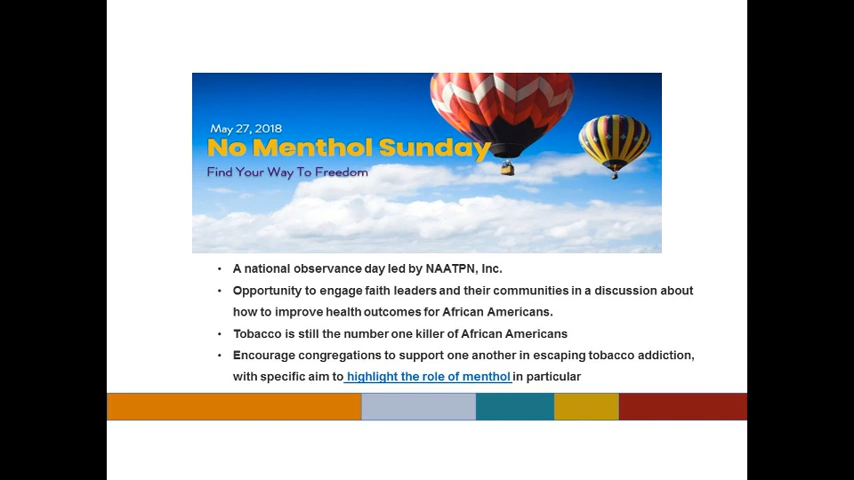 May 27, 2018
No Menthol Sunday
Find Your Way To Freedom
• A national observance day led by NAATPN, Inc.
• Opportunity to engage faith leaders and their communities in a discussion about
how to improve health outcomes for African Americans.
• Tobacco is still the number one killer of African Americans
• Encourage congregations to support one another in escaping tobacco addiction,
with specific aim to highlight the role of menthol in particular